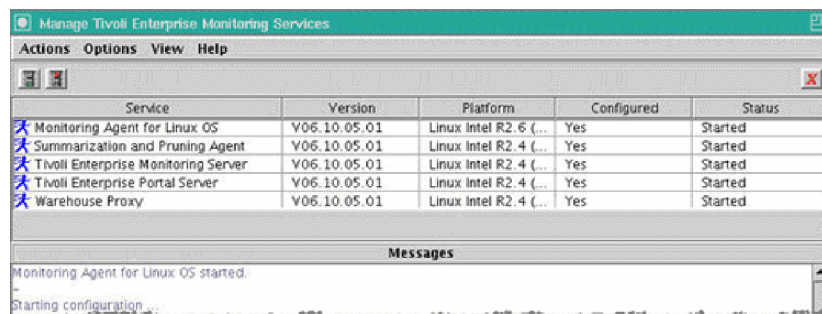 Manage Tivoli Enterprise Monitoring Services
Actions Options View Help
Service Version Platform Configured Status
Monitoring Agent for Linux OS V06.10.05.01 Linux Intel R2.6 (... Yes Started
Summarization and Pruning Agent V06.10.05.01 Linux Intel R2.4 (... Yes Started
Tivoli Enterprise Monitoring Server V06.10.05.01 Linux Intel R2.4 (... Yes Started
Tivoli Enterprise Portal Server V06.10.05.01 Linux Intel R2.4 (... Yes Started
Warehouse Proxy V06.10.05.01 Linux Intel R2.4 (... Yes Started
Messages
Monitoring Agent for Linux OS started.
-
Starting configuration ...